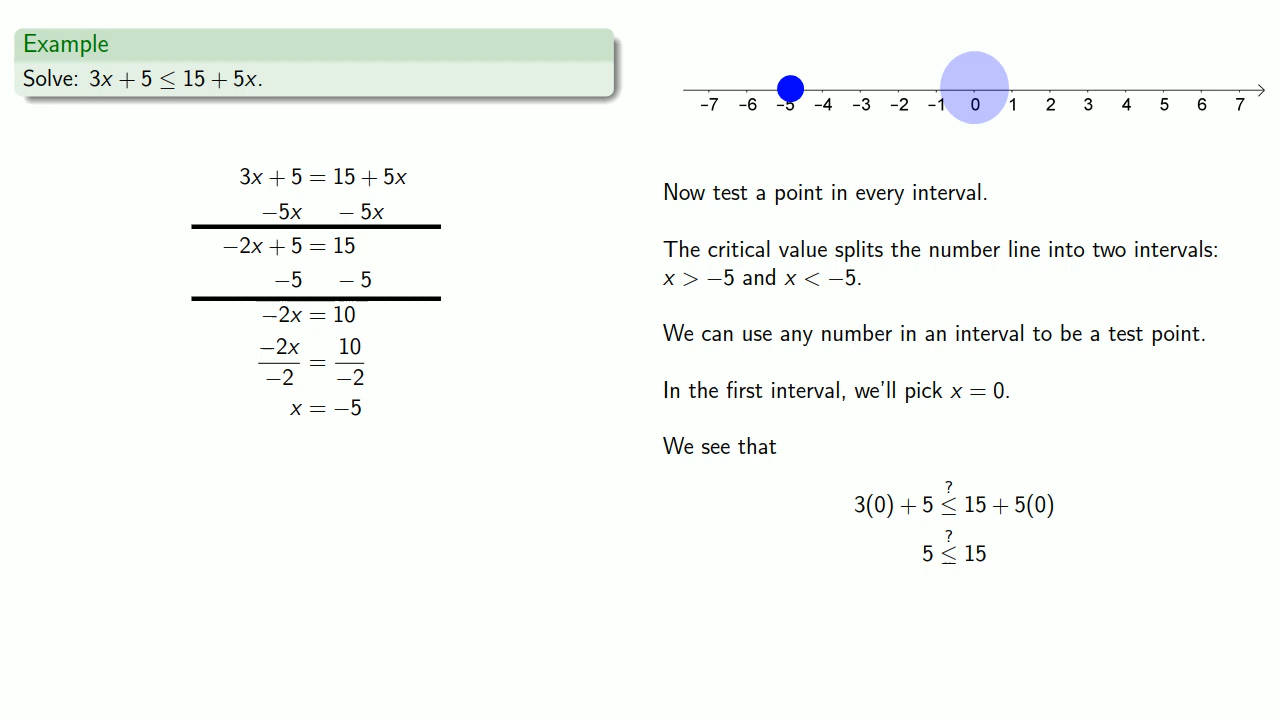 Example
Solve: 3x + 5 ≤ 15 + 5x.
-7 -6 -5 -4 -3 -2 -1 0 1 2 3 4 5 6 7
3x + 5 = 15 + 5x
−5x − 5x
−2x + 5 = 15
−5 − 5
−2x = 10
−2x/−2 = 10/−2
x = −5
Now test a point in every interval.
The critical value splits the number line into two intervals:
x > −5 and x < −5.
We can use any number in an interval to be a test point.
In the first interval, we'll pick x = 0.
We see that
?
3(0) + 5 ≤ 15 + 5(0)
?
5 ≤ 15